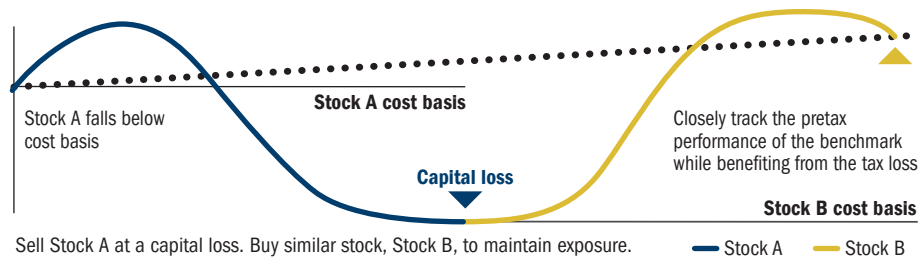 Stock A cost basis
Stock A falls below
cost basis
Closely track the pretax
performance of the benchmark
while benefiting from the tax loss
Capital loss
Stock B cost basis
Sell Stock A at a capital loss. Buy similar stock, Stock B, to maintain exposure.
Stock A
Stock B